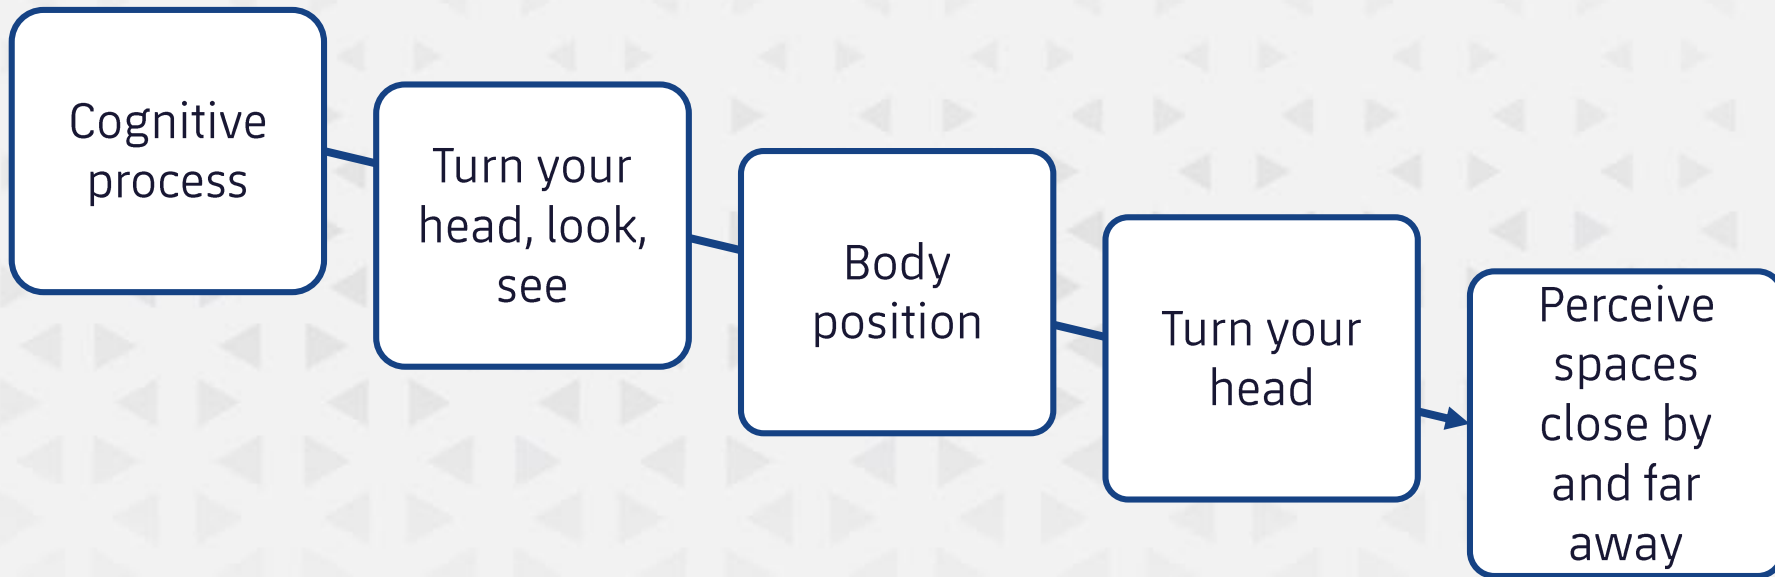 Cognitive
process
Turn your
head, look,
see
Body
position
Turn your
head
Perceive
spaces
close by
and far
away